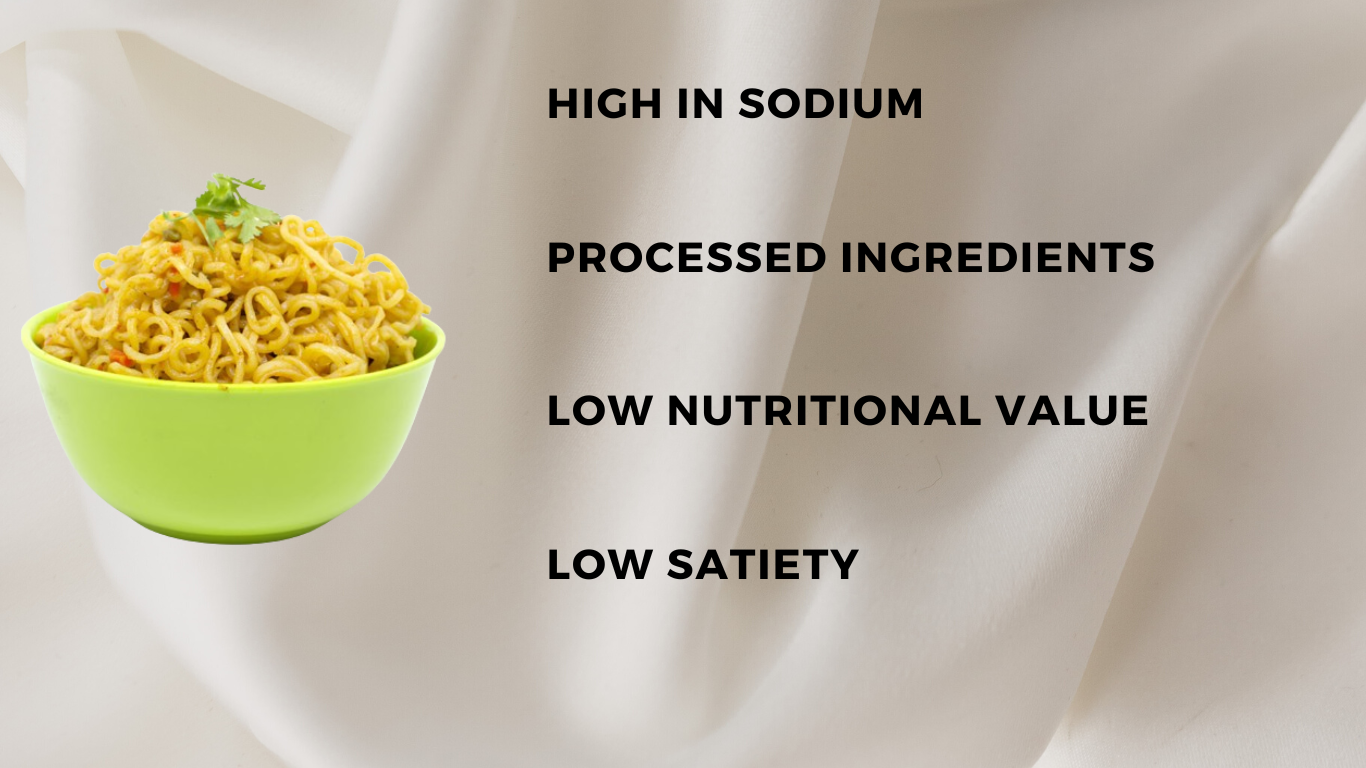 HIGH IN SODIUM
PROCESSED INGREDIENTS
LOW NUTRITIONAL VALUE
LOW SATIETY